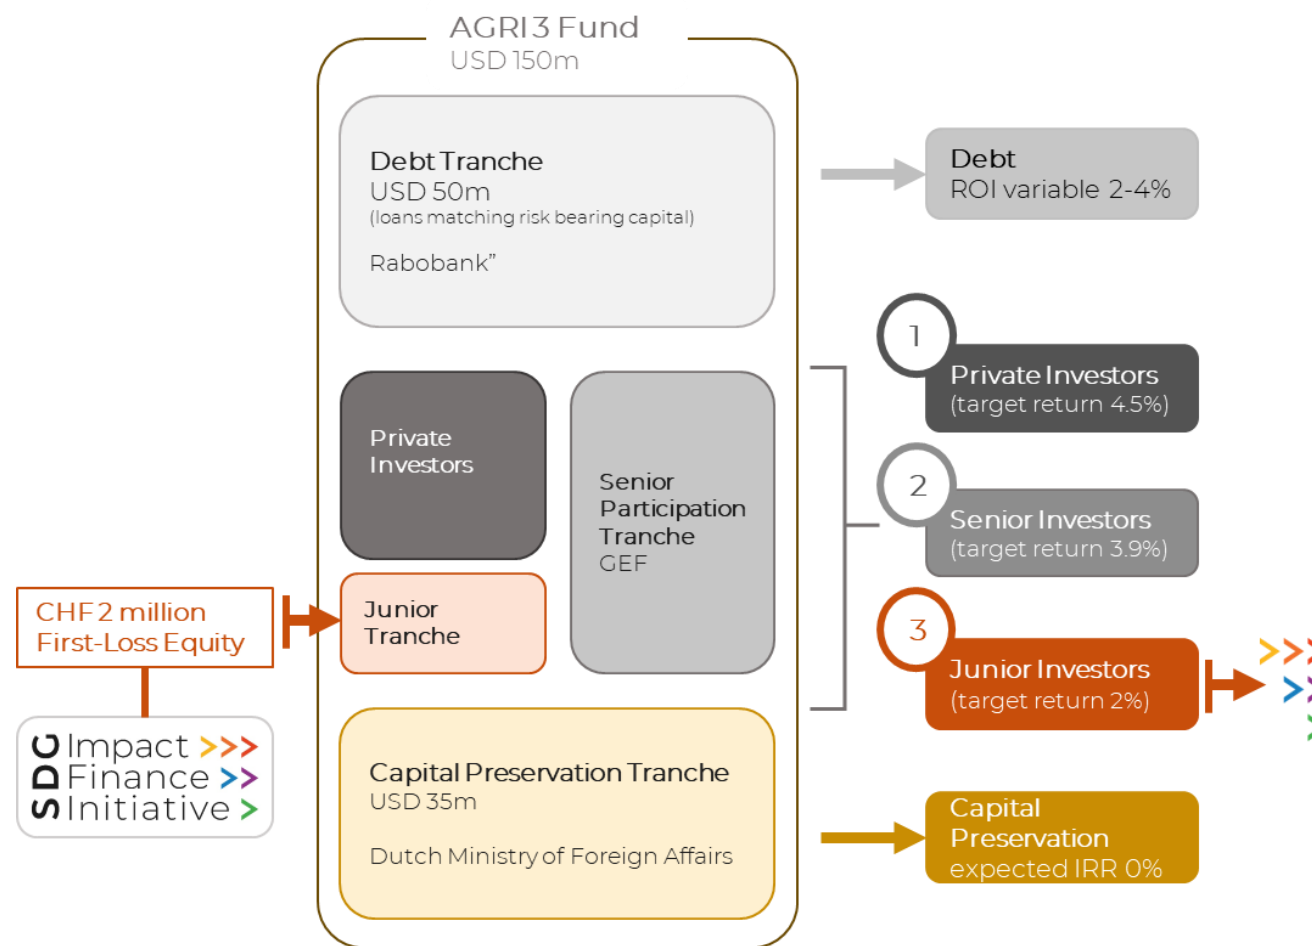 AGRI3 Fund
USD 150m
Debt Tranche
USD 50m
(loans matching risk bearing capital)
Rabobank”
Debt
ROI variable 2-4%
Private
Investors
Senior
Participation
Tranche
GEF
Junior
Tranche
1
Private Investors
(target return 4.5%)
2
Senior Investors
(target return 3.9%)
3
Junior Investors
(target return 2%)
CHF 2 million
First-Loss Equity
SDG
Impact
Finance
Initiative
Capital Preservation Tranche
USD 35m
Dutch Ministry of Foreign Affairs
Capital
Preservation
expected IRR 0%